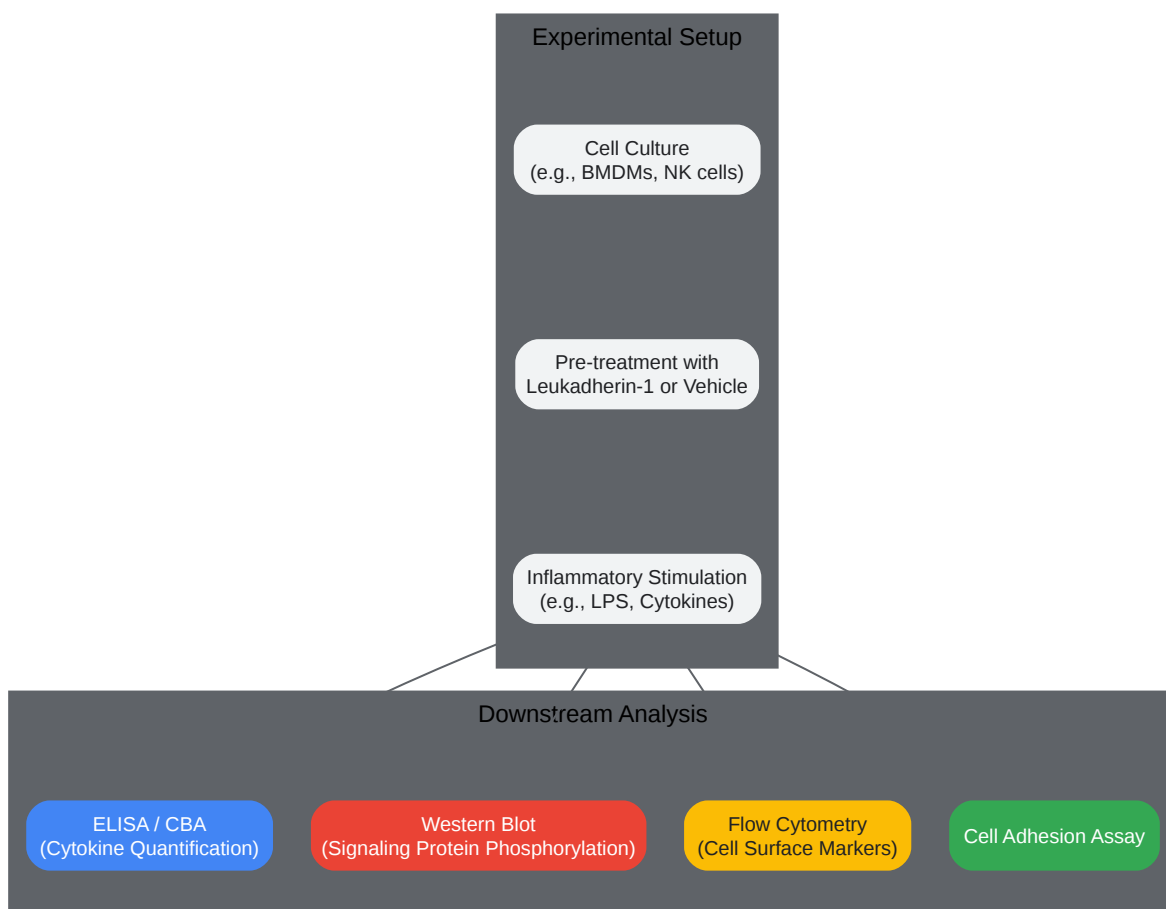 Experimental Setup
Cell Culture
(e.g., BMDMs, NK cells)
Pre-treatment with
Leukadherin-1 or Vehicle
Inflammatory Stimulation
(e.g., LPS, Cytokines)
Downstream Analysis
ELISA / CBA
(Cytokine Quantification)
Western Blot
(Signaling Protein Phosphorylation)
Flow Cytometry
(Cell Surface Markers)
Cell Adhesion Assay